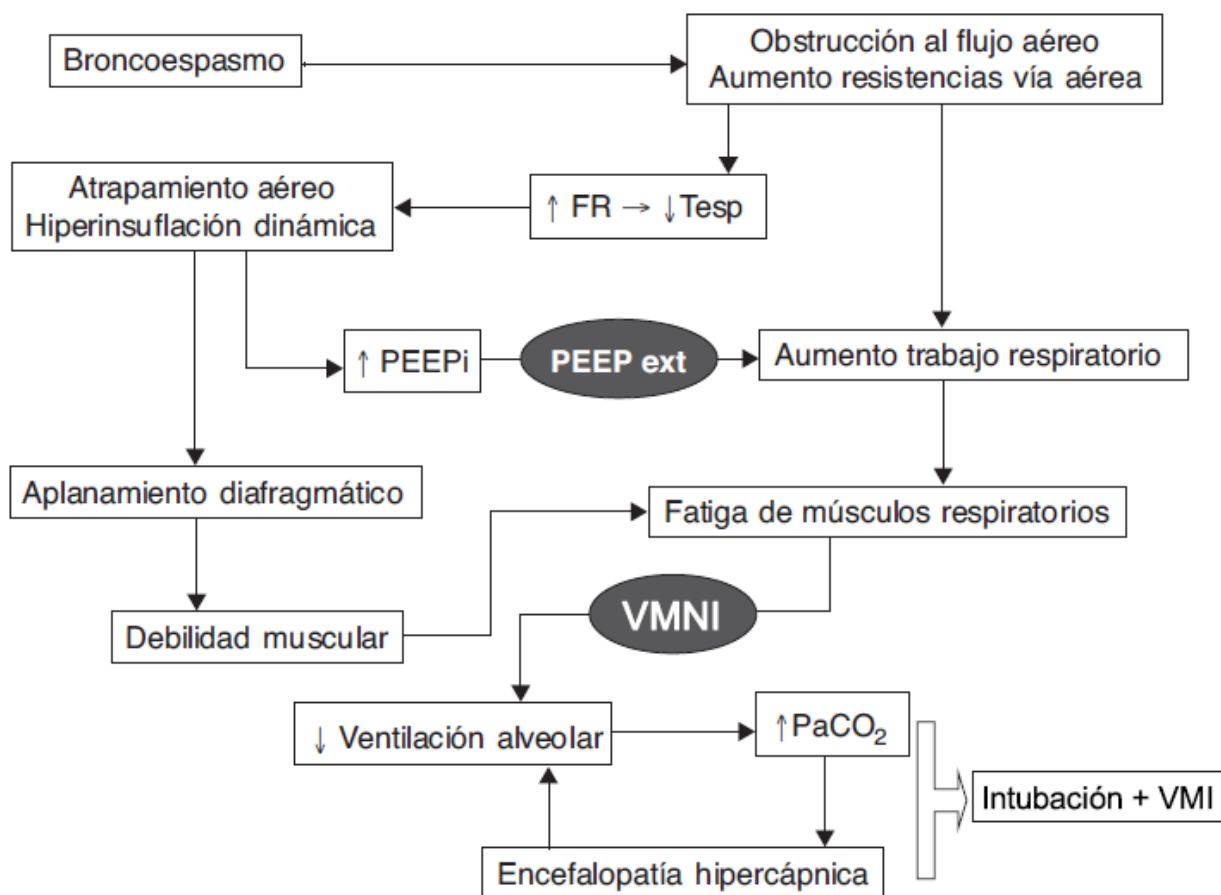 Broncoespasmo
Obstrucción al flujo aéreo
Aumento resistencias vía aérea
Atrapamiento aéreo
Hiperinsuflación dinámica
↑ FR → ↓Tesp
↑ PEEPi
PEEP ext
Aumento trabajo respiratorio
Aplanamiento diafragmático
Fatiga de músculos respiratorios
Debilidad muscular
VMNI
↓ Ventilación alveolar
↑PaCO₂
Intubación + VMI
Encefalopatía hipercápnica